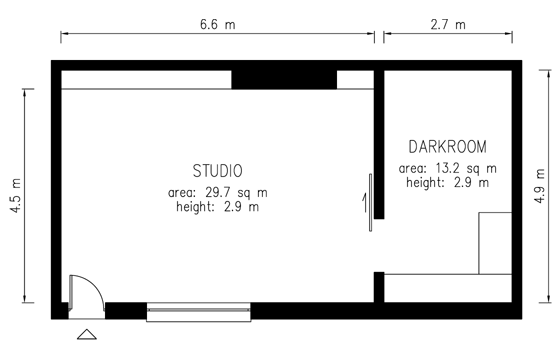 6.6 m
2.7 m
STUDIO
area: 29.7 sq m
height: 2.9 m
DARKROOM
area: 13.2 sq m
height: 2.9 m
4.5 m
4.9 m